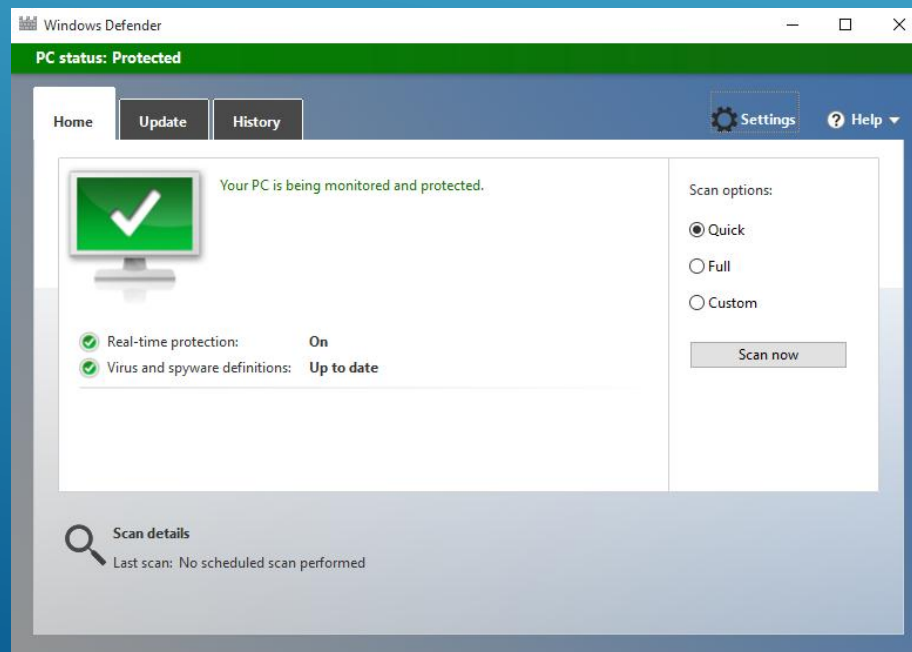 Windows Defender
PC status: Protected
Home
Update
History
Settings
Help
Your PC is being monitored and protected.
Real-time protection: On
Virus and spyware definitions: Up to date
Scan options:
Quick
Full
Custom
Scan now
Scan details
Last scan: No scheduled scan performed